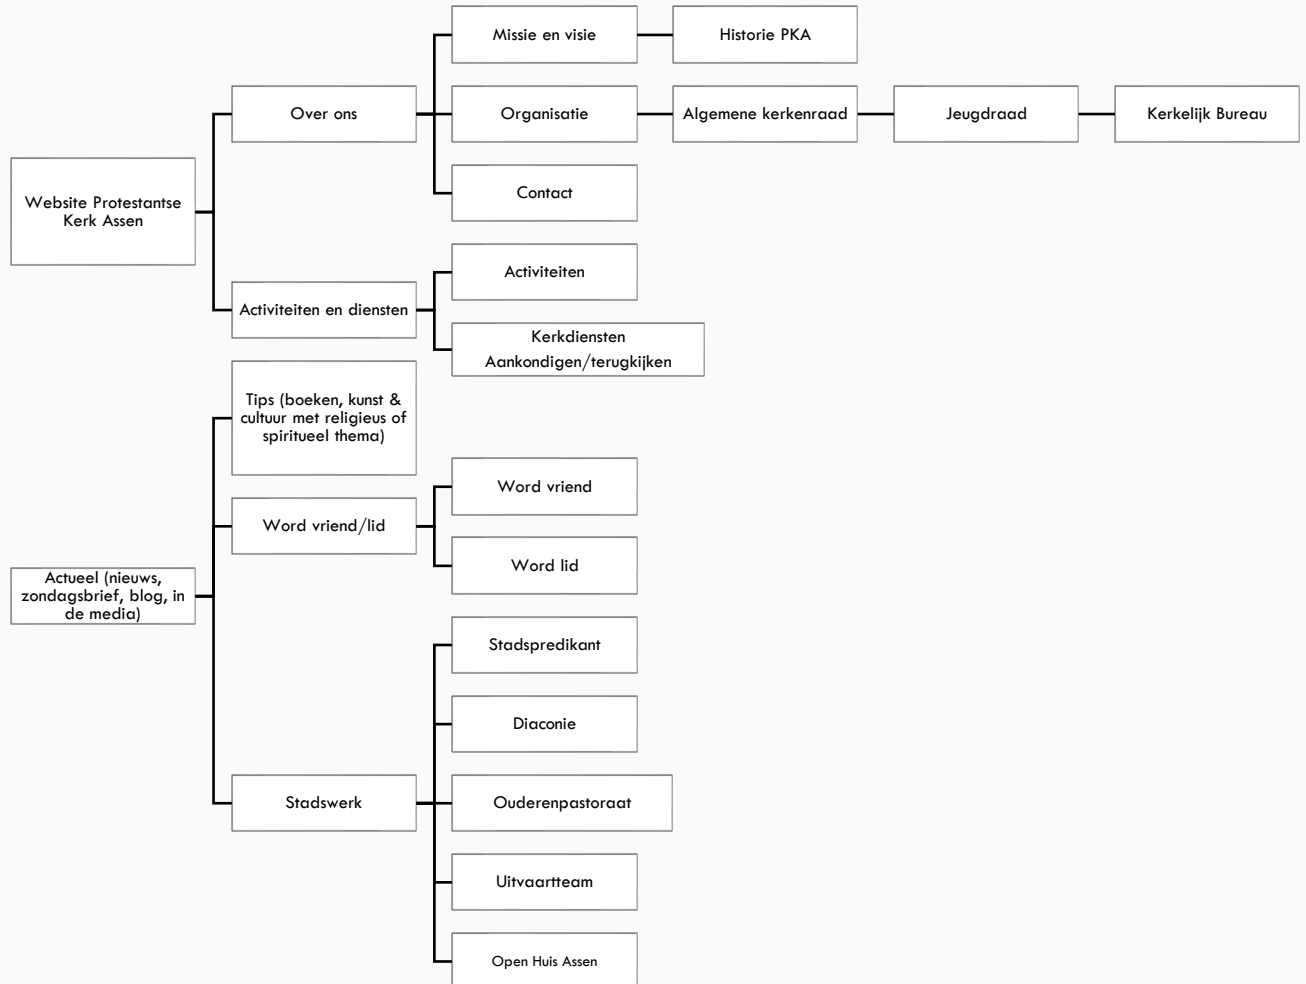 Website Protestantse
Kerk Assen
Over ons
Missie en visie
Historie PKA
Organisatie
Algemene kerkenraad
Jeugdraad
Kerkelijk Bureau
Contact
Activiteiten en diensten
Activiteiten
Kerkdiensten
Aankondigen/terugkijken
Actueel (nieuws,
zondagsbrief, blog, in
de media)
Tips (boeken, kunst &
cultuur met religieus of
spiritueel thema)
Word vriend/lid
Word vriend
Word lid
Stadswerk
Stadspredikant
Diaconie
Ouderenpastoraat
Uitvaartteam
Open Huis Assen